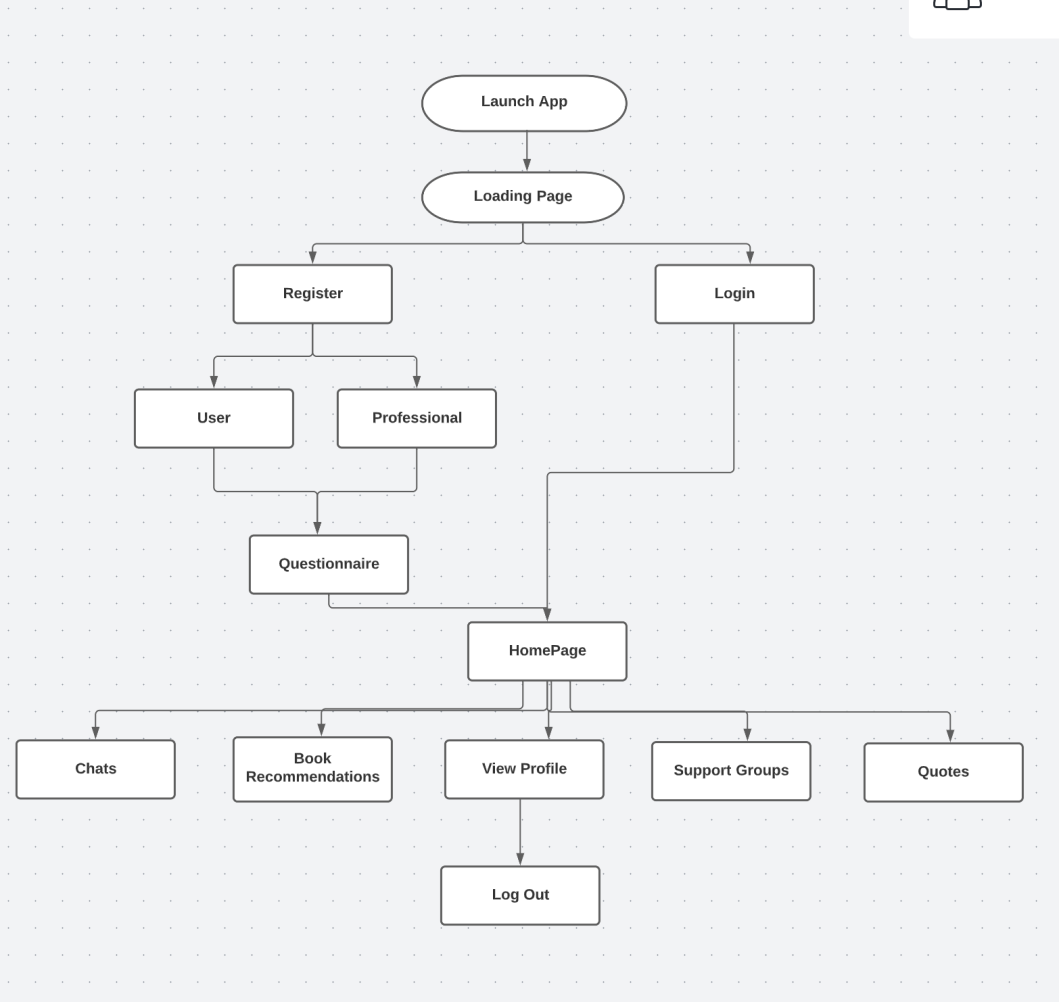 Launch App
Loading Page
Register
Login
User
Professional
Questionnaire
HomePage
Chats
Book
Recommendations
View Profile
Support Groups
Quotes
Log Out